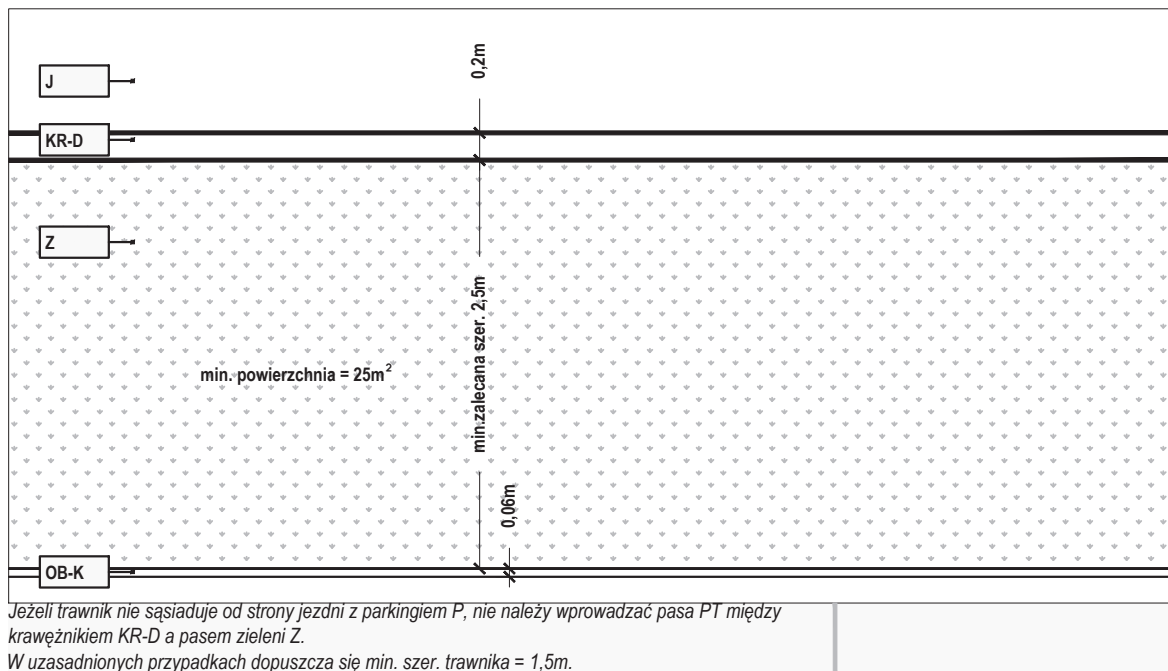 0,2m
J
KR-D
Z
min.zalecana szer. 2,5m
min. powierzchnia = 25m²
0,06m
OB-K
Jeżeli trawnik nie sąsiaduje od strony jezdni z parkingiem P, nie należy wprowadzać pasa PT między
krawężnikiem KR-D a pasem zieleni Z.
W uzasadnionych przypadkach dopuszcza się min. szer. trawnika = 1,5m.